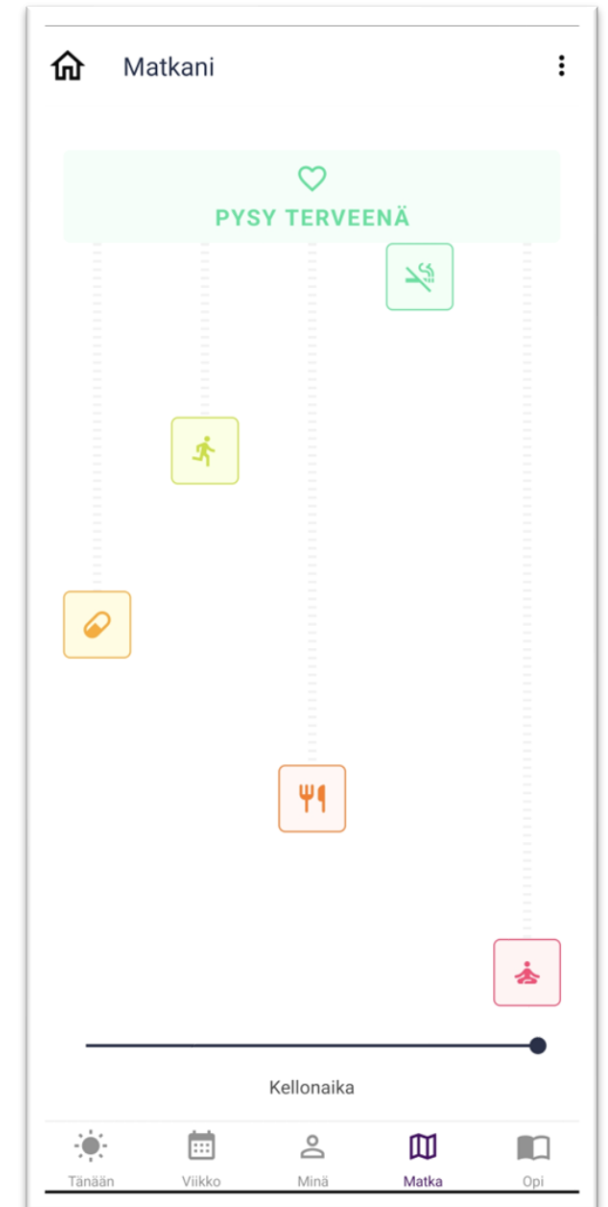 Matkani
PYSY TERVEENÄ
Kellonaika
Tänään
Viikko
Minä
Matka
Opi